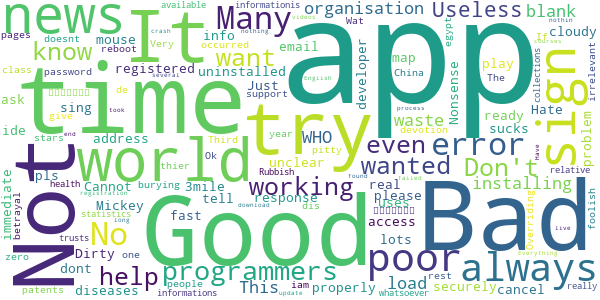 news
It
Many
app
organisation
Useless
blank
available
informationis
videos
crash
nothing
Wat
nothin
pages
doesnt
reboot
mouse
info
know
Very
occurred
want
email
developer
map
egypt
play
If
cloudy
China
The
class
password
registered
uninstalled
several
support
English
courses
collections
irrelevant
ask
time
try
sign
de
Just
waste
Nonsense
ready
Hate
process
give
sing
year
WHO
devotion
sucks
problem
ide
stars
address
Third
pitty
even
error
end
took
world
unclear
wanted
Don't
Have
relative
Not
thier
Ok
Rubbish
3mile
working
real
please
installing
immediate
health
burying
Cannot
pls
registration
tell
response
found
uses
access
foolish
betrayal
statistics
Mickey
fast
dis
Good
Bad
Overriding
zero
long
No
Dirty
one
download
lots
poor
always
trusts
dont
people
This
properly
load
rest
securely
cancel
live
really
patents
help
programmers
diseases
informations
iam
update
whatsoever
failed
everything